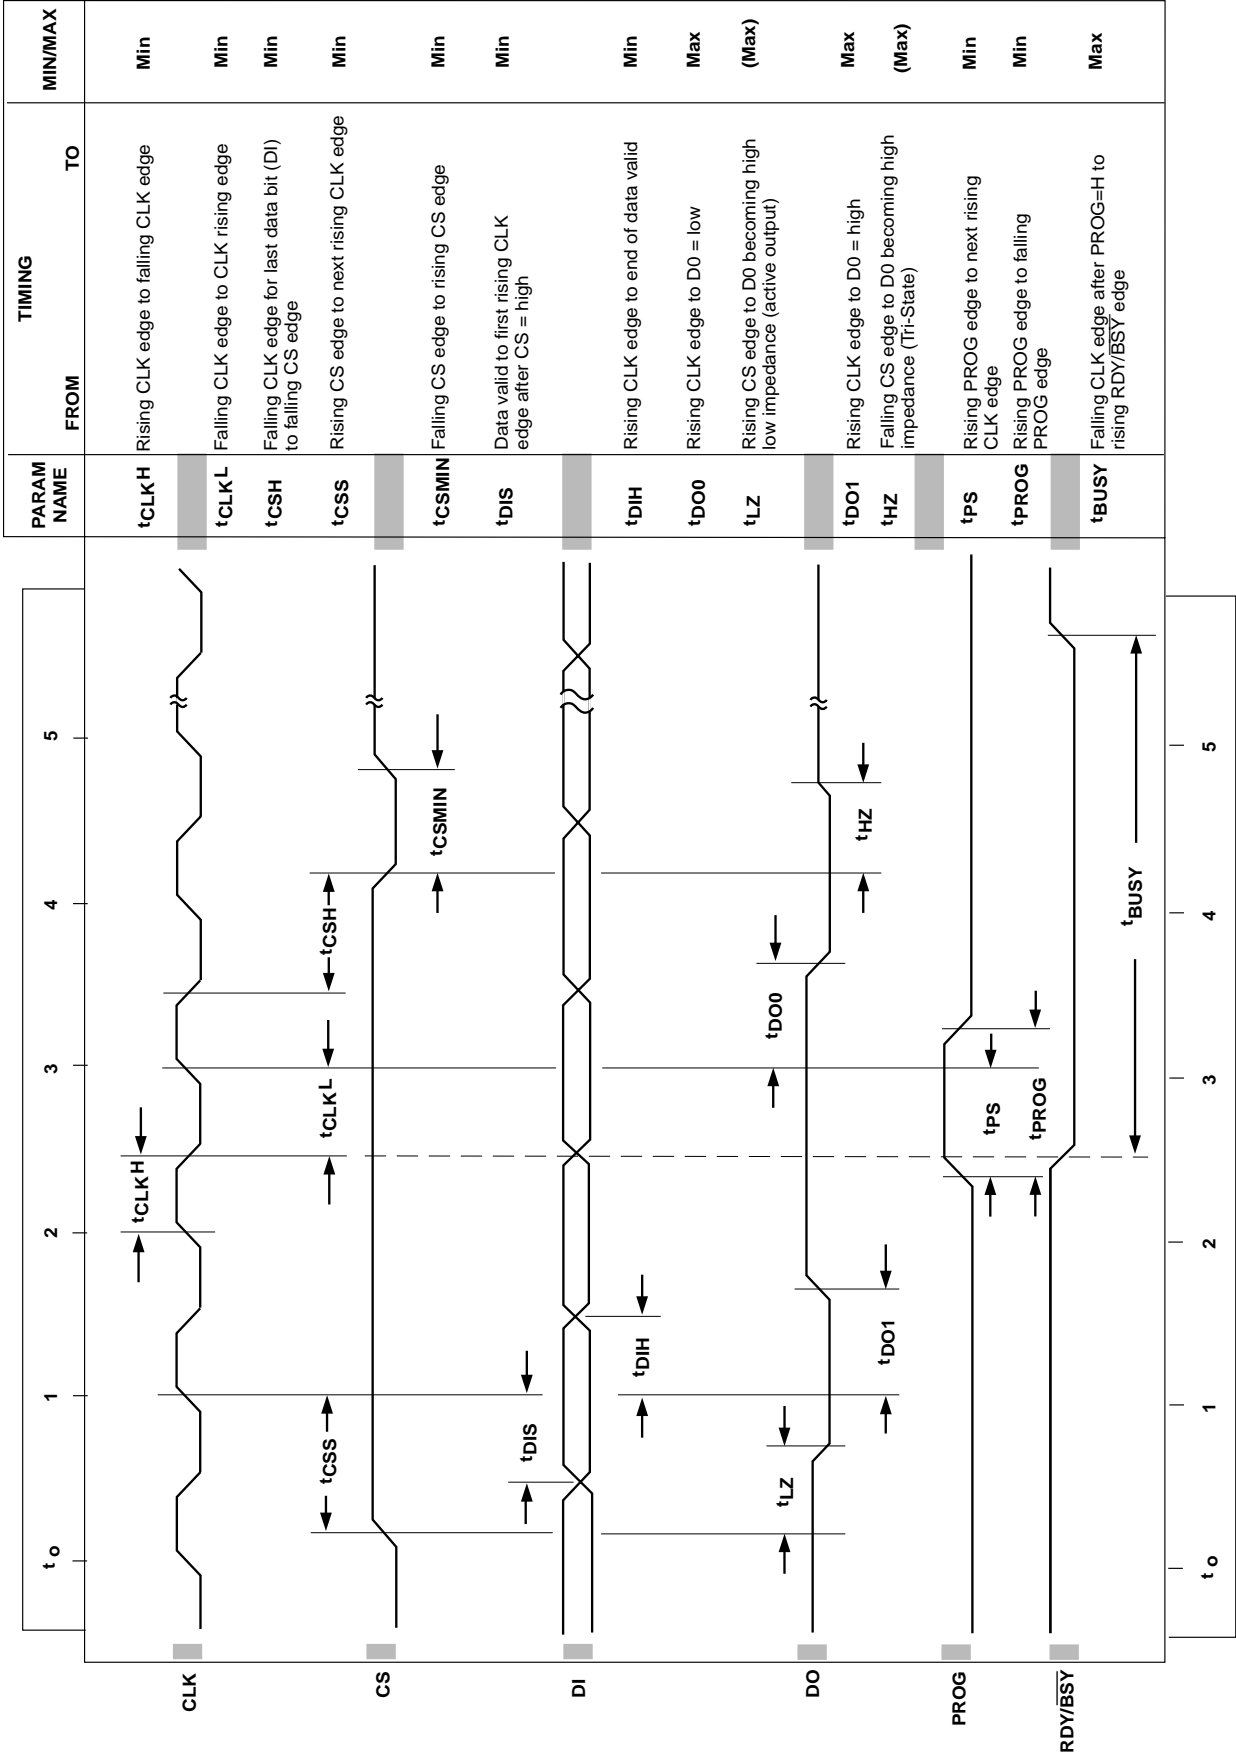 to 1 2 3 4 5
CLK
tCLKH
tCLKL
tCSS
tCSH
CS
tCSMIN
tDIS
DI
tDIH
tLZ
tDO0
DO
tDO1
tHZ
PROG
tPS
tPROG
RDY/BSY
tBUSY
to 1 2 3 4 5
PARAM NAME TIMING MIN/MAX
FROM TO
tCLKH Rising CLK edge to falling CLK edge Min
tCLKL Falling CLK edge to CLK rising edge Min
tCSH Falling CLK edge for last data bit (DI) Min
to falling CS edge
tCSS Rising CS edge to next rising CLK edge Min
tCSMIN Falling CS edge to rising CS edge Min
tDIS Data valid to first rising CLK Min
edge after CS = high
tDIH Rising CLK edge to end of data valid Min
tDO0 Rising CLK edge to D0 = low Max
tLZ Rising CS edge to D0 becoming high (Max)
low impedance (active output)
tDO1 Rising CLK edge to D0 = high Max
tHZ Falling CS edge to D0 becoming high (Max)
impedance (Tri-State)
tPS Rising PROG edge to next rising Min
CLK edge
tPROG Rising PROG edge to falling Min
PROG edge
tBUSY Falling CLK edge after PROG=H to Max
rising RDY/BSY edge